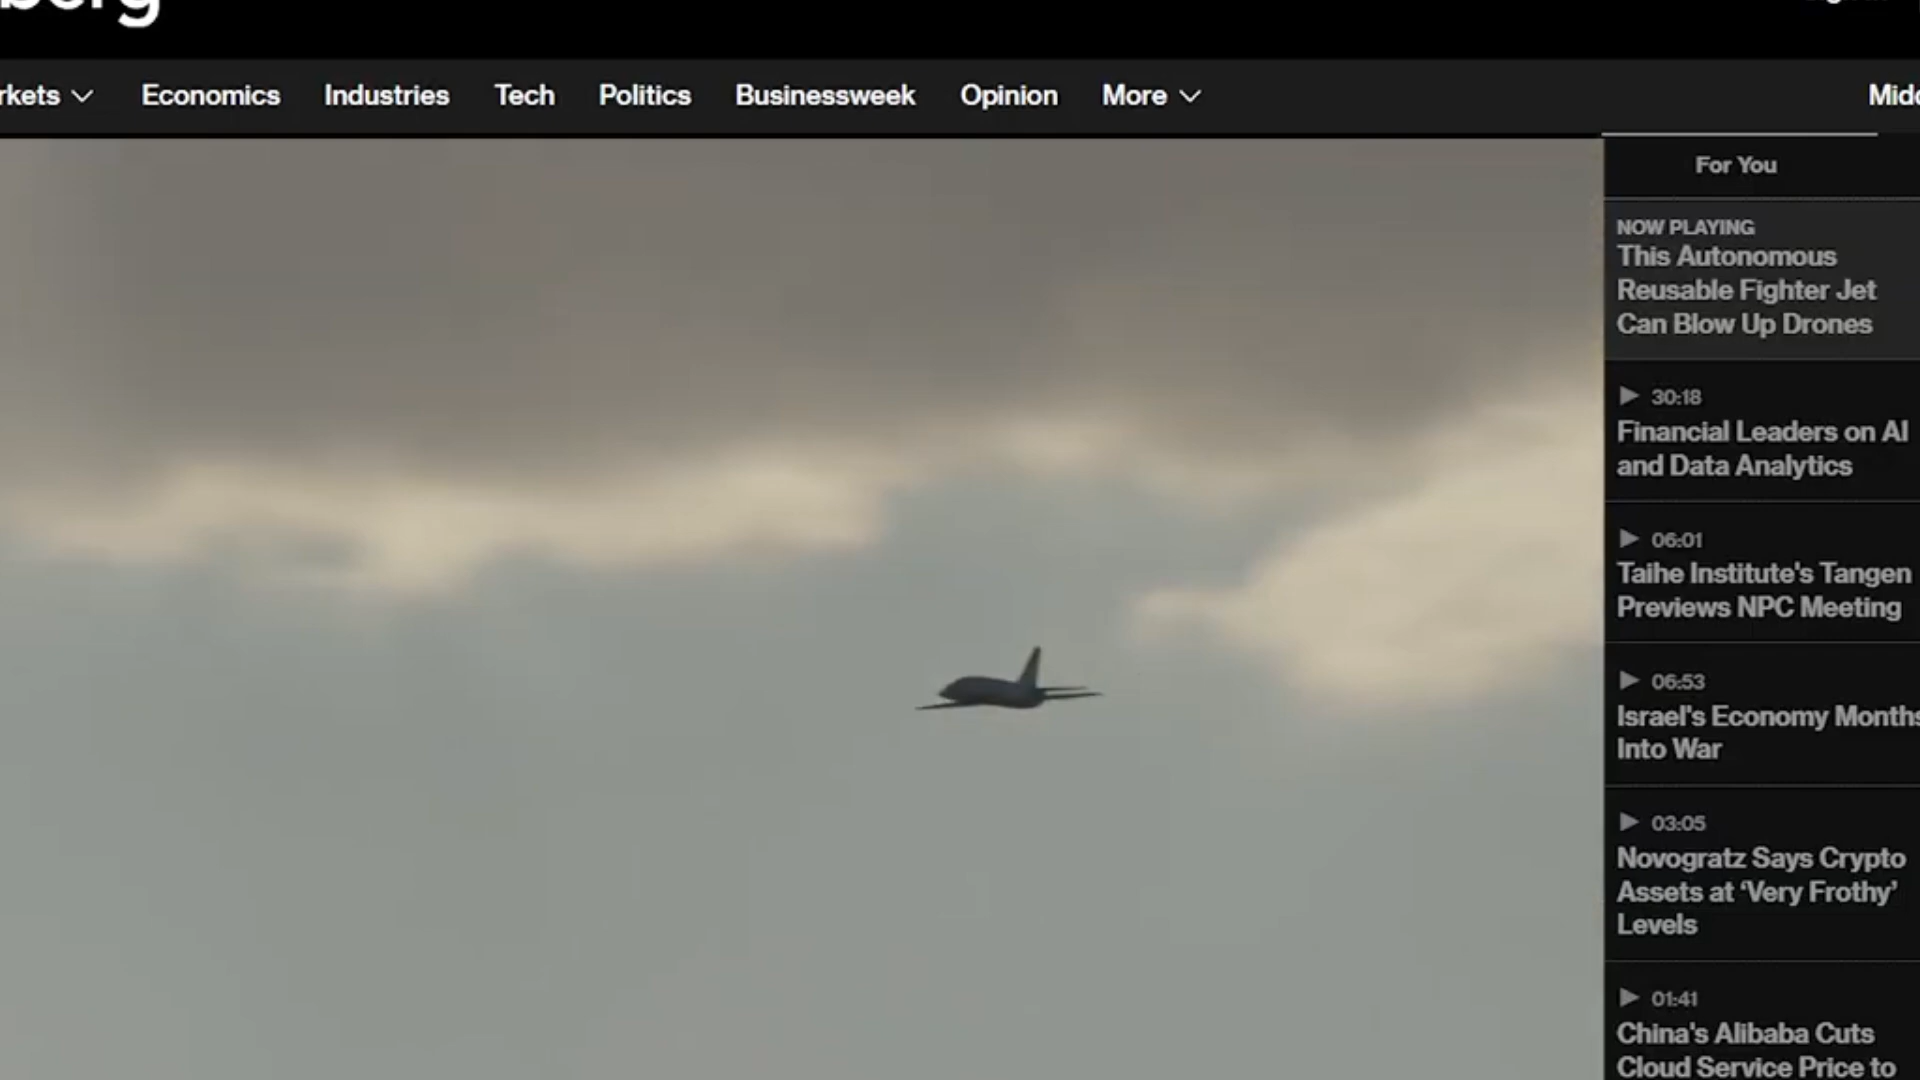 berg
rkets Economics Industries Tech Politics Businessweek Opinion More
For You
NOW PLAYING
This Autonomous
Reusable Fighter Jet
Can Blow Up Drones
30:18
Financial Leaders on AI
and Data Analytics
06:01
Taihe Institute's Tangen
Previews NPC Meeting
06:53
Israel's Economy Months
Into War
03:05
Novogratz Says Crypto
Assets at ‘Very Frothy’
Levels
01:41
China's Alibaba Cuts
Cloud Service Price to